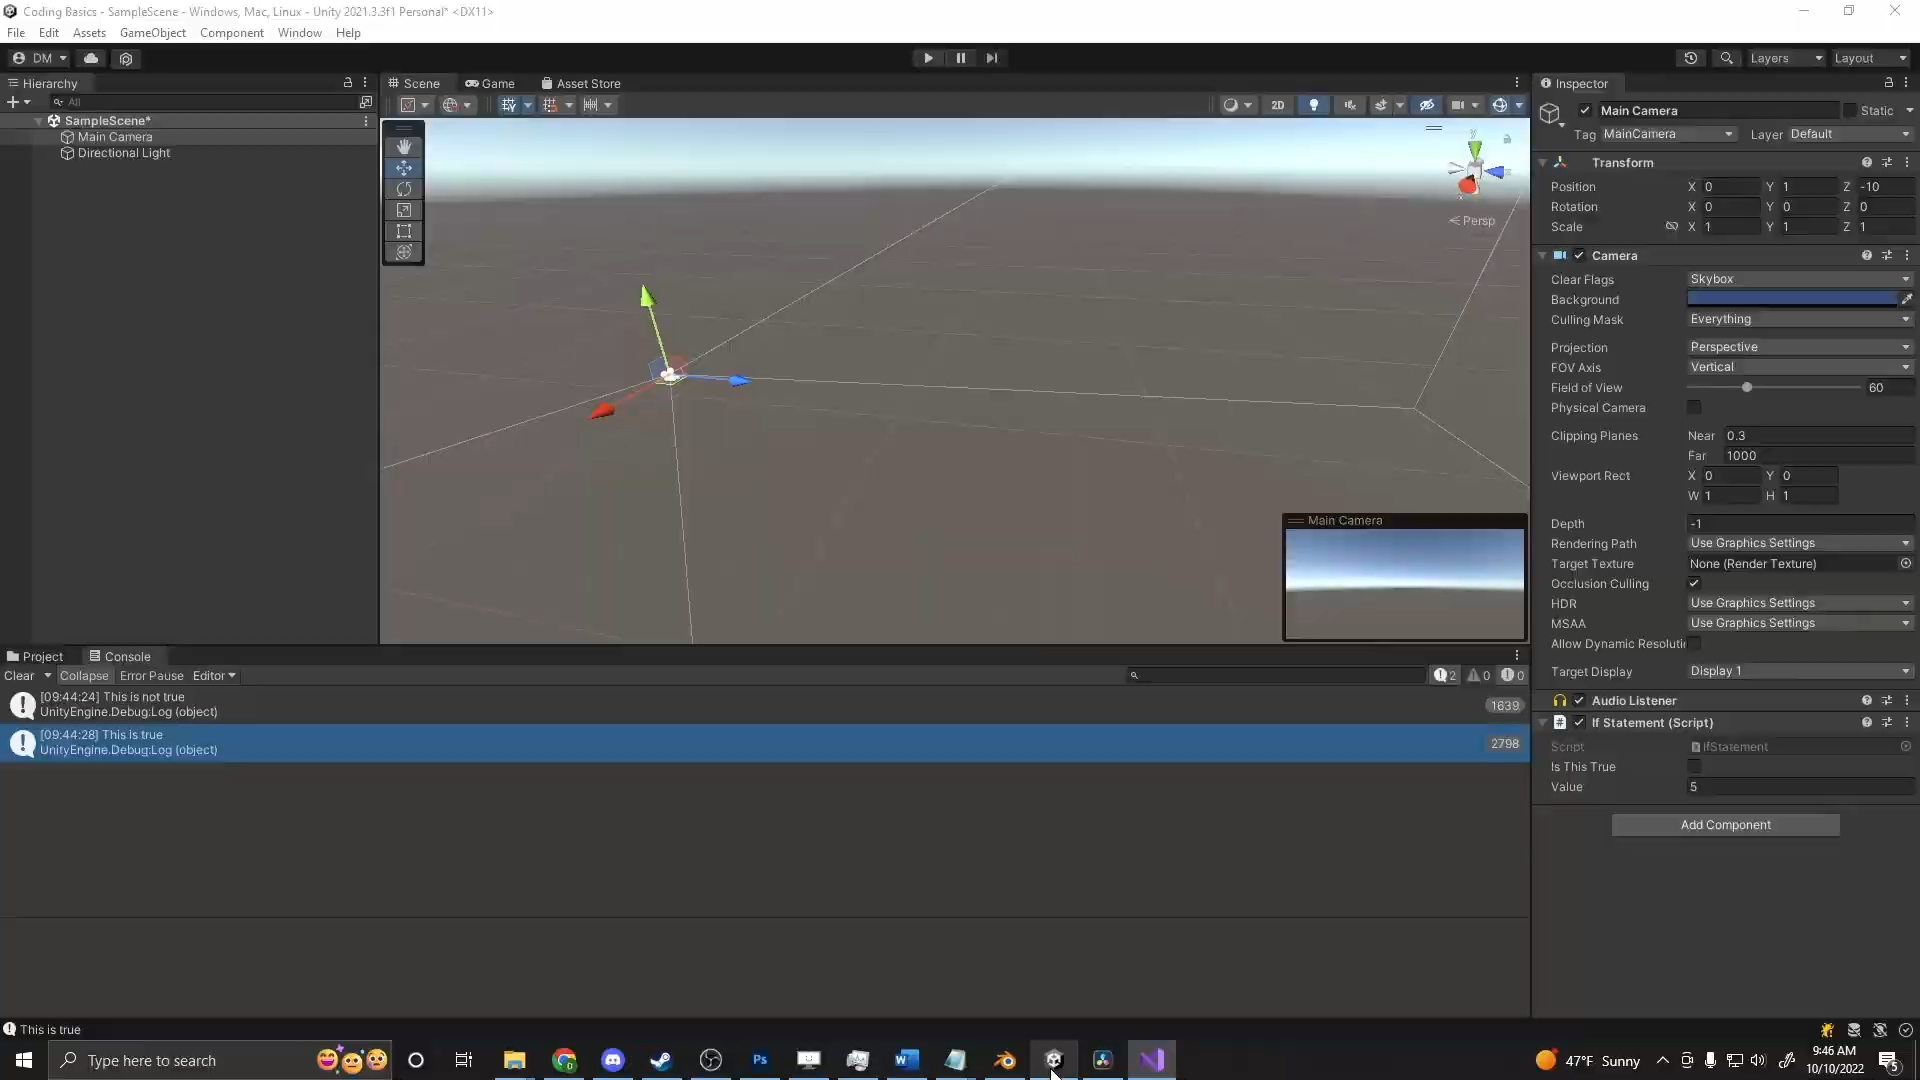 Coding Basics - SampleScene - Windows, Mac, Linux - Unity 2021.3.3f1 Personal* <DX11>
File Edit Assets GameObject Component Window Help
DM Layers Layout
Hierarchy
All
SampleScene*
Main Camera
Directional Light
Scene Game Asset Store
2D
y
Persp
Main Camera
Inspector
Main Camera Static
Tag MainCamera Layer Default
Transform
Position X 0 Y 1 Z -10
Rotation X 0 Y 0 Z 0
Scale X 1 Y 1 Z 1
Camera
Clear Flags Skybox
Background
Culling Mask Everything
Projection Perspective
FOV Axis Vertical
Field of View 60
Physical Camera
Clipping Planes Near 0.3
Far 1000
Viewport Rect X 0 Y 0
W 1 H 1
Depth -1
Rendering Path Use Graphics Settings
Target Texture None (Render Texture)
Occlusion Culling
HDR Use Graphics Settings
MSAA Use Graphics Settings
Allow Dynamic Resoluti
Target Display Display 1
Audio Listener
# If Statement (Script)
Script ifStatement
Is This True
Value 5
Add Component
Project Console
Clear Collapse Error Pause Editor 2 0 0
[09:44:24] This is not true
UnityEngine.Debug:Log (object) 1639
[09:44:28] This is true
UnityEngine.Debug:Log (object) 2798
This is true
Type here to search
Ps
47°F Sunny
9:46 AM
10/10/2022
5